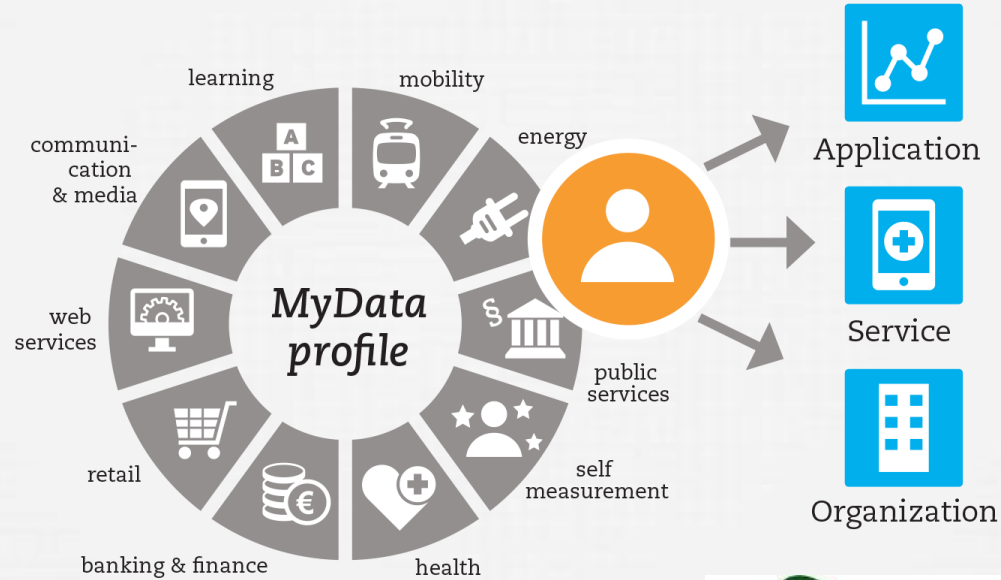 learning
mobility
energy
communi-
cation
& media
A
B C
MyData
profile
web
services
§
public
services
retail
€
self
measurement
banking & finance
health
Application
Service
Organization